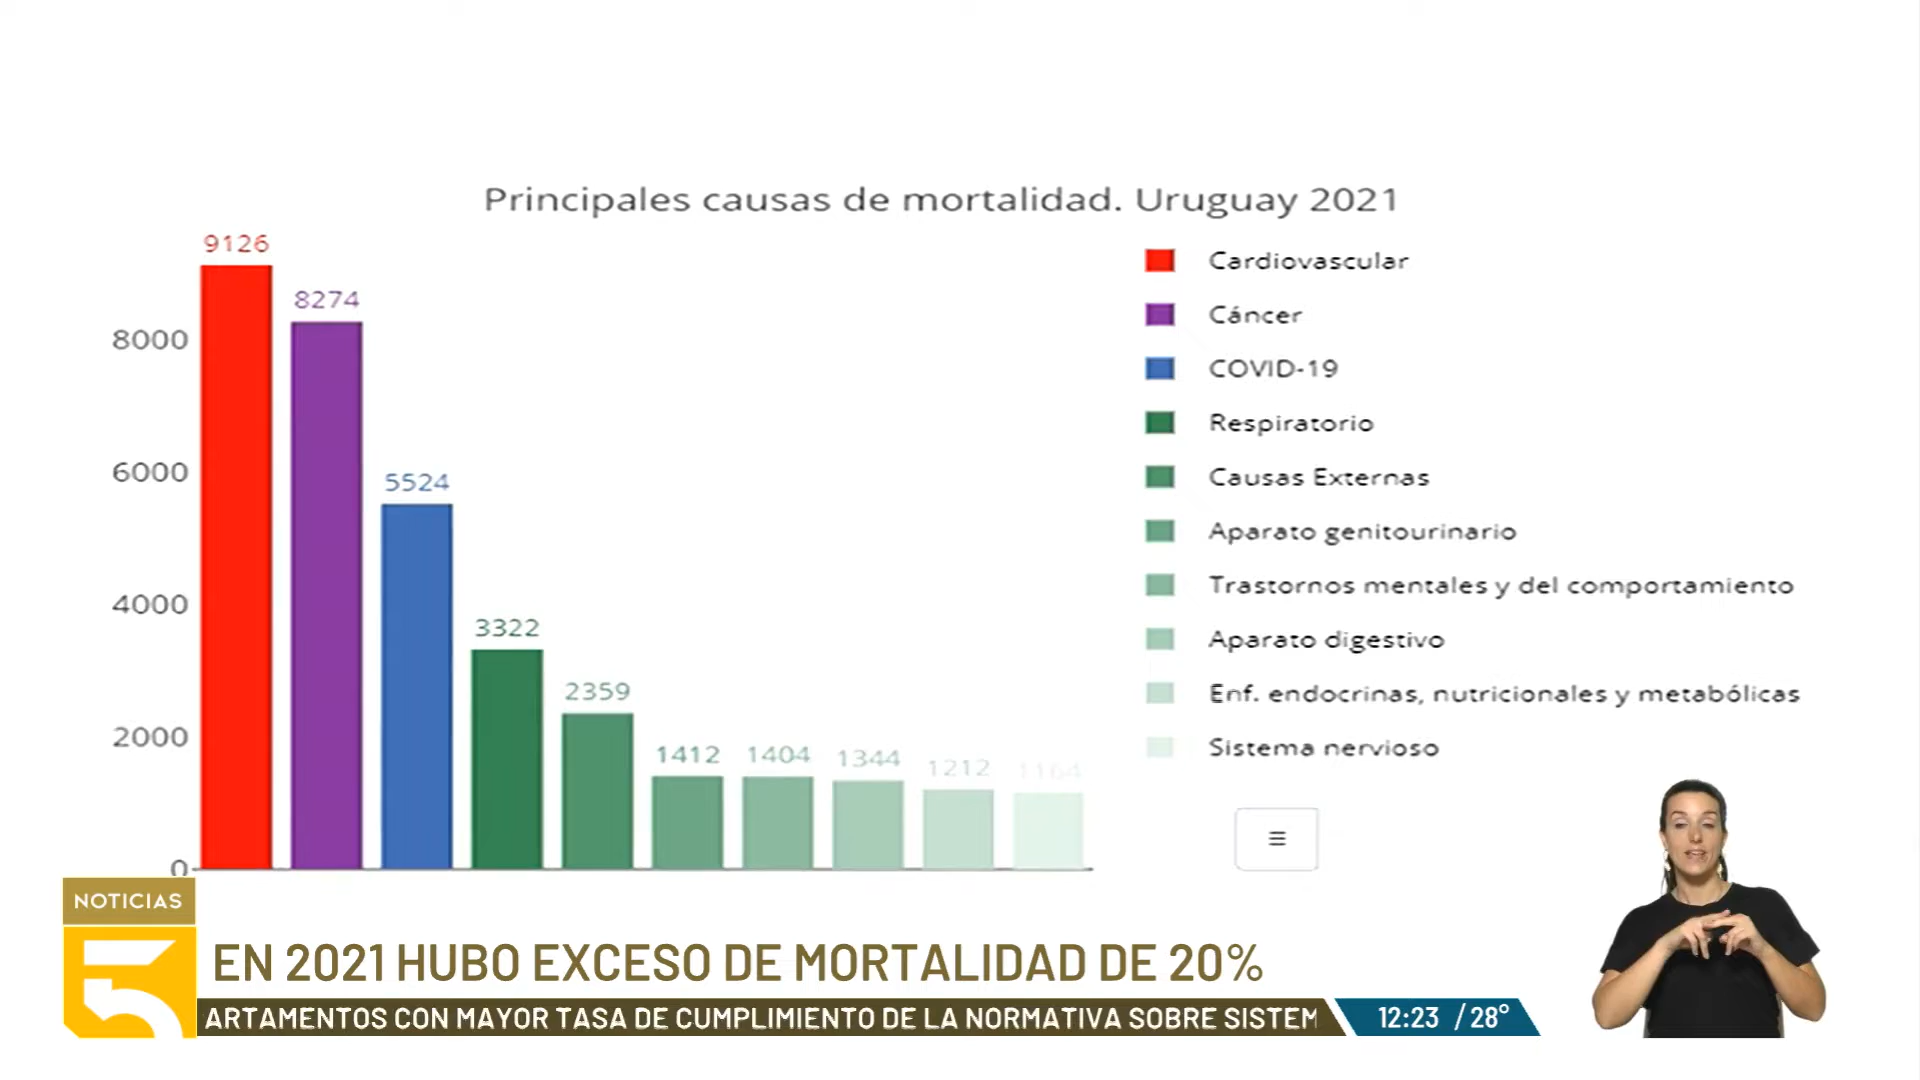 Principales causas de mortalidad. Uruguay 2021
9126
8274
5524
3322
2359
1412
1404
1344
1212
1164
8000
6000
4000
2000
0
Cardiovascular
Cáncer
COVID-19
Respiratorio
Causas Externas
Aparato genitourinario
Trastornos mentales y del comportamiento
Aparato digestivo
Enf. endocrinas, nutricionales y metabólicas
Sistema nervioso
NOTICIAS
5
EN 2021 HUBO EXCESO DE MORTALIDAD DE 20%
ARTAMENTOS CON MAYOR TASA DE CUMPLIMIENTO DE LA NORMATIVA SOBRE SISTEM
12:23 / 28°